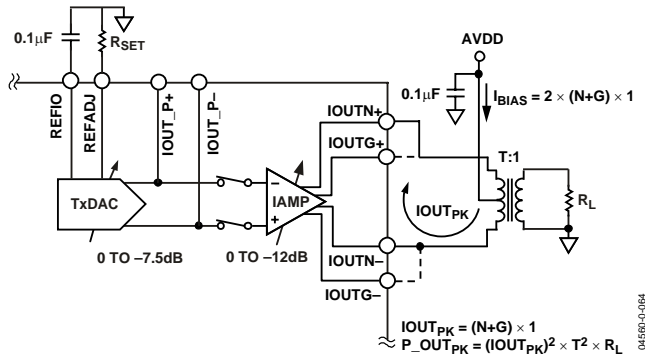 0.1µF
RSET
REFIO
REFADJ
IOUT_P+
IOUT_P–
TxDAC
0 TO –7.5dB
–
IAMP
+
0 TO –12dB
IOUTN+
IOUTG+
IOUTN–
IOUTG–
AVDD
0.1µF
IBIAS = 2 × (N+G) × 1
T:1
IOUTPK
RL
IOUTPK = (N+G) × 1
P_OUTPK = (IOUTPK)2 × T2 × RL
04560-0-064